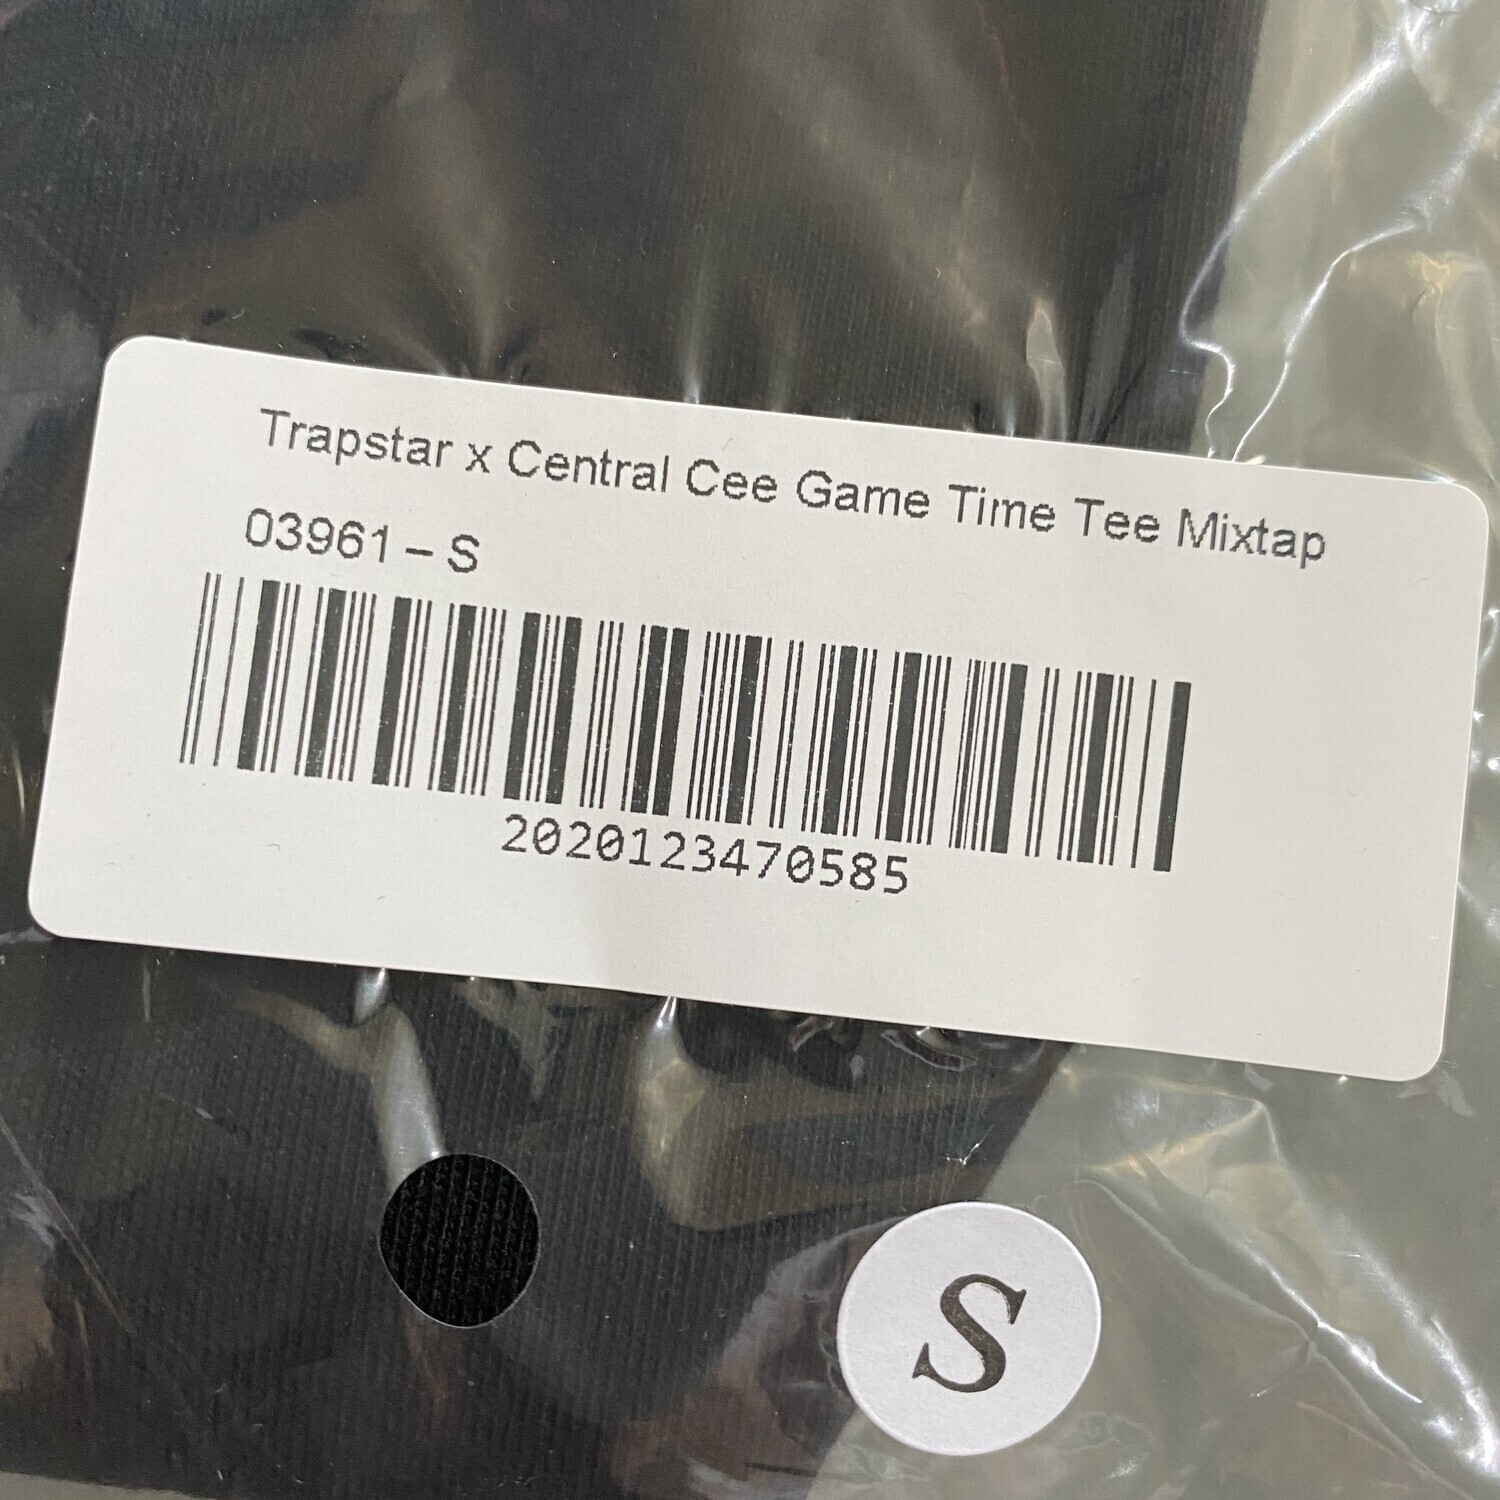 Trapstar x Central Cee Game Time Tee Mixtap
03961 – S
2020123470585
S